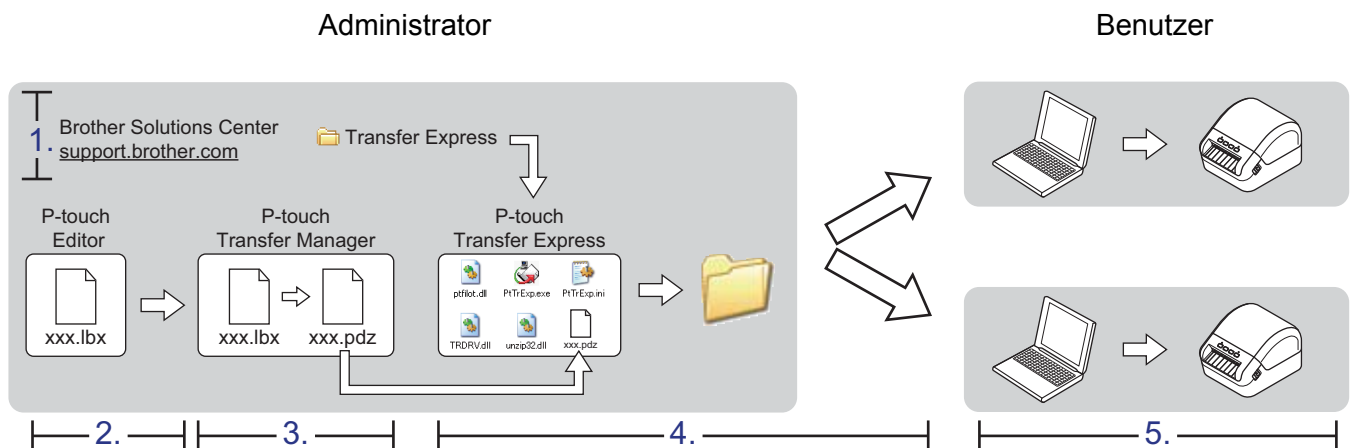 Administrator
Benutzer
1.
Brother Solutions Center
support.brother.com
Transfer Express
P-touch
Editor
xxx.lbx
P-touch
Transfer Manager
xxx.lbx
xxx.pdz
P-touch
Transfer Express
ptfilot.dll
PtTrExp.exe
PtTrExp.ini
TRDRV.dll
unzip32.dll
xxx.pdz
2.
3.
4.
5.